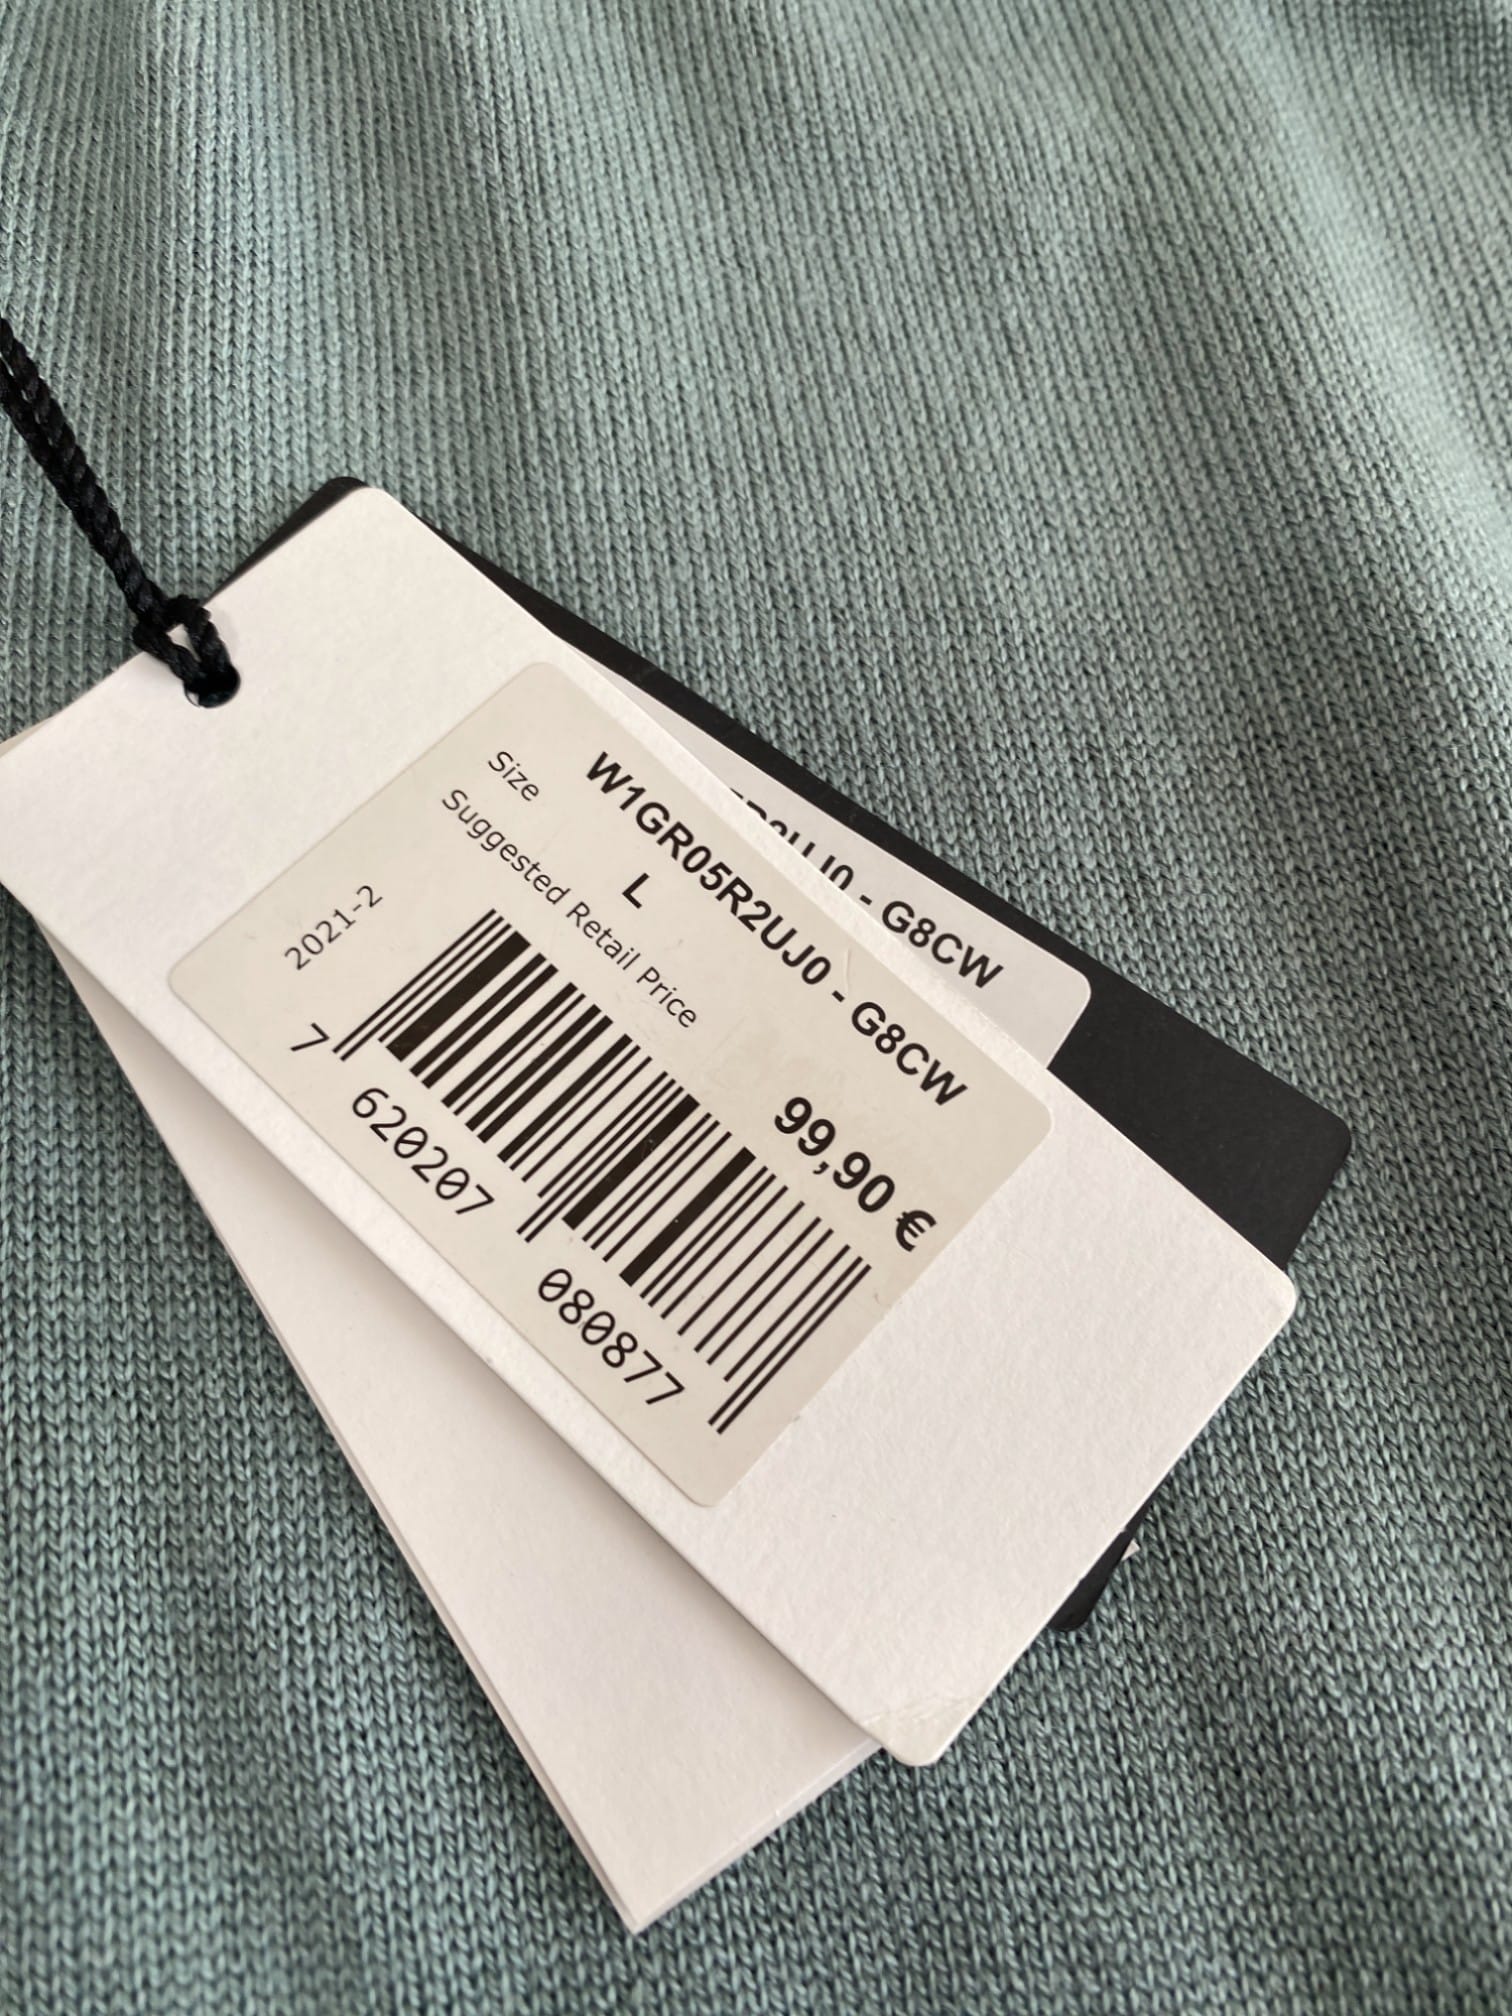 W1GR05R2UJ0 - G8CW
Size L
Suggested Retail Price
99,90 €
2021-2
7 620207 080877
- G8CW